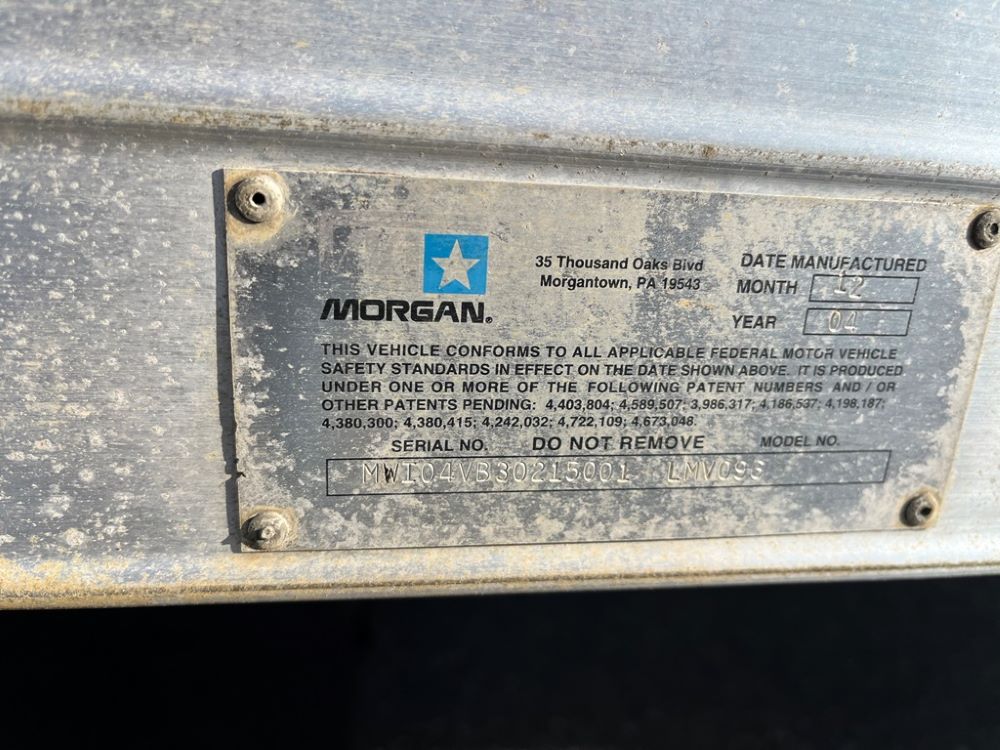 MORGAN.
35 Thousand Oaks Blvd
Morgantown, PA 19543
DATE MANUFACTURED
MONTH 12
YEAR 04
THIS VEHICLE CONFORMS TO ALL APPLICABLE FEDERAL MOTOR VEHICLE
SAFETY STANDARDS IN EFFECT ON THE DATE SHOWN ABOVE. IT IS PRODUCED
UNDER ONE OR MORE OF THE FOLLOWING PATENT NUMBERS AND / OR
OTHER PATENTS PENDING: 4,403,804; 4,589,507; 3,986,317; 4,186,537; 4,198,187;
4,380,300; 4,380,415; 4,242,032; 4,722,109; 4,673,048.
SERIAL NO. DO NOT REMOVE MODEL NO.
MWI04VB30215001